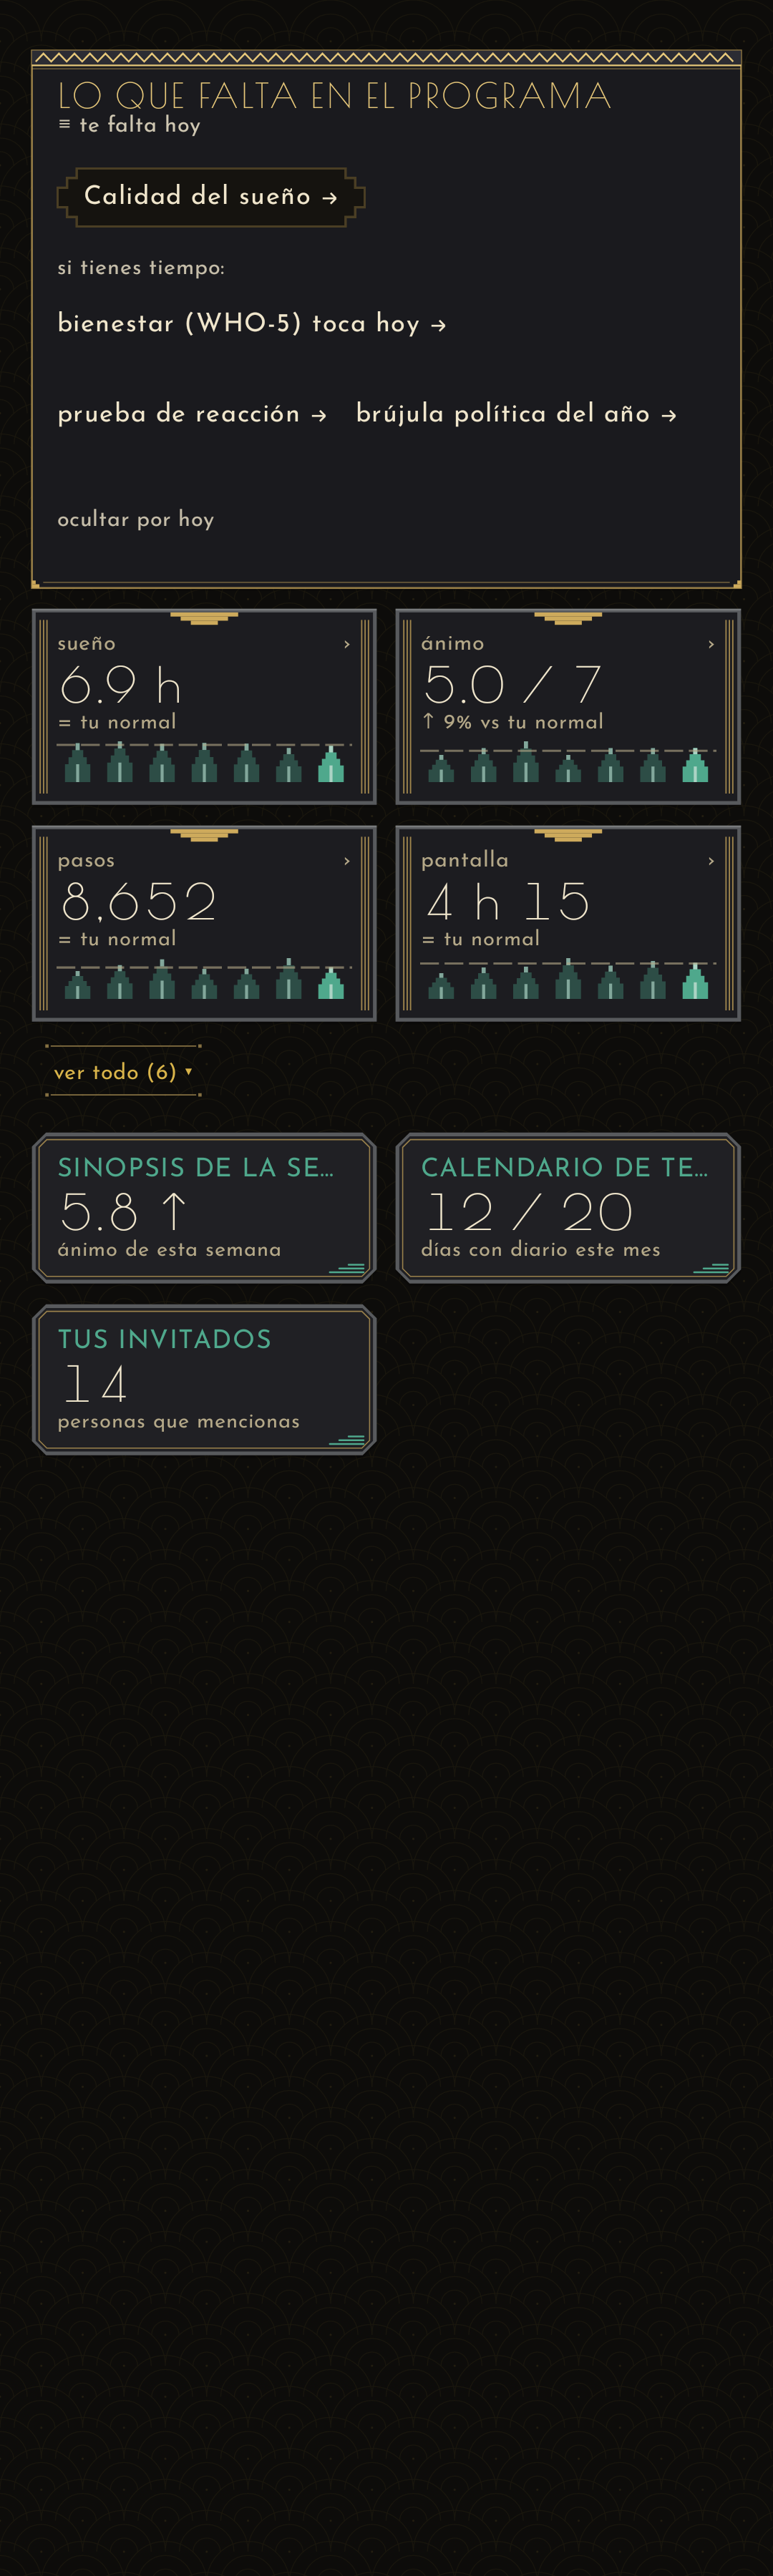 LO QUE FALTA EN EL PROGRAMA
≡ te falta hoy
Calidad del sueño →
si tienes tiempo:
bienestar (WHO-5) toca hoy →
prueba de reacción → brújula política del año →
ocultar por hoy
sueño ›
6.9 h
= tu normal
ánimo ›
5.0 / 7
↑ 9% vs tu normal
pasos ›
8,652
= tu normal
pantalla ›
4 h 15
= tu normal
ver todo (6) ▾
SINOPSIS DE LA SE...
5.8 ↑
ánimo de esta semana
CALENDARIO DE TE...
12 / 20
días con diario este mes
TUS INVITADOS
14
personas que mencionas